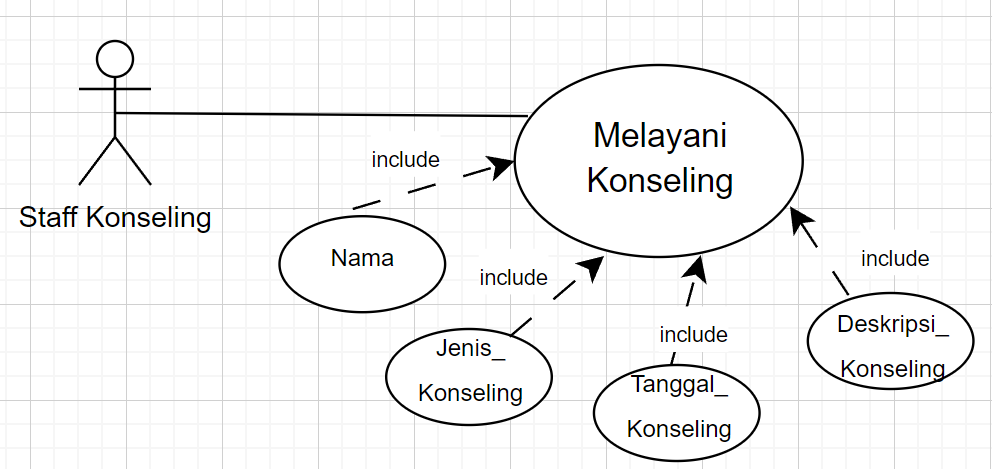 Melayani
Konseling
include
Staff Konseling
Nama
include
include
include
Jenis_
Konseling
Tanggal_
Konseling
Deskripsi_
Konseling